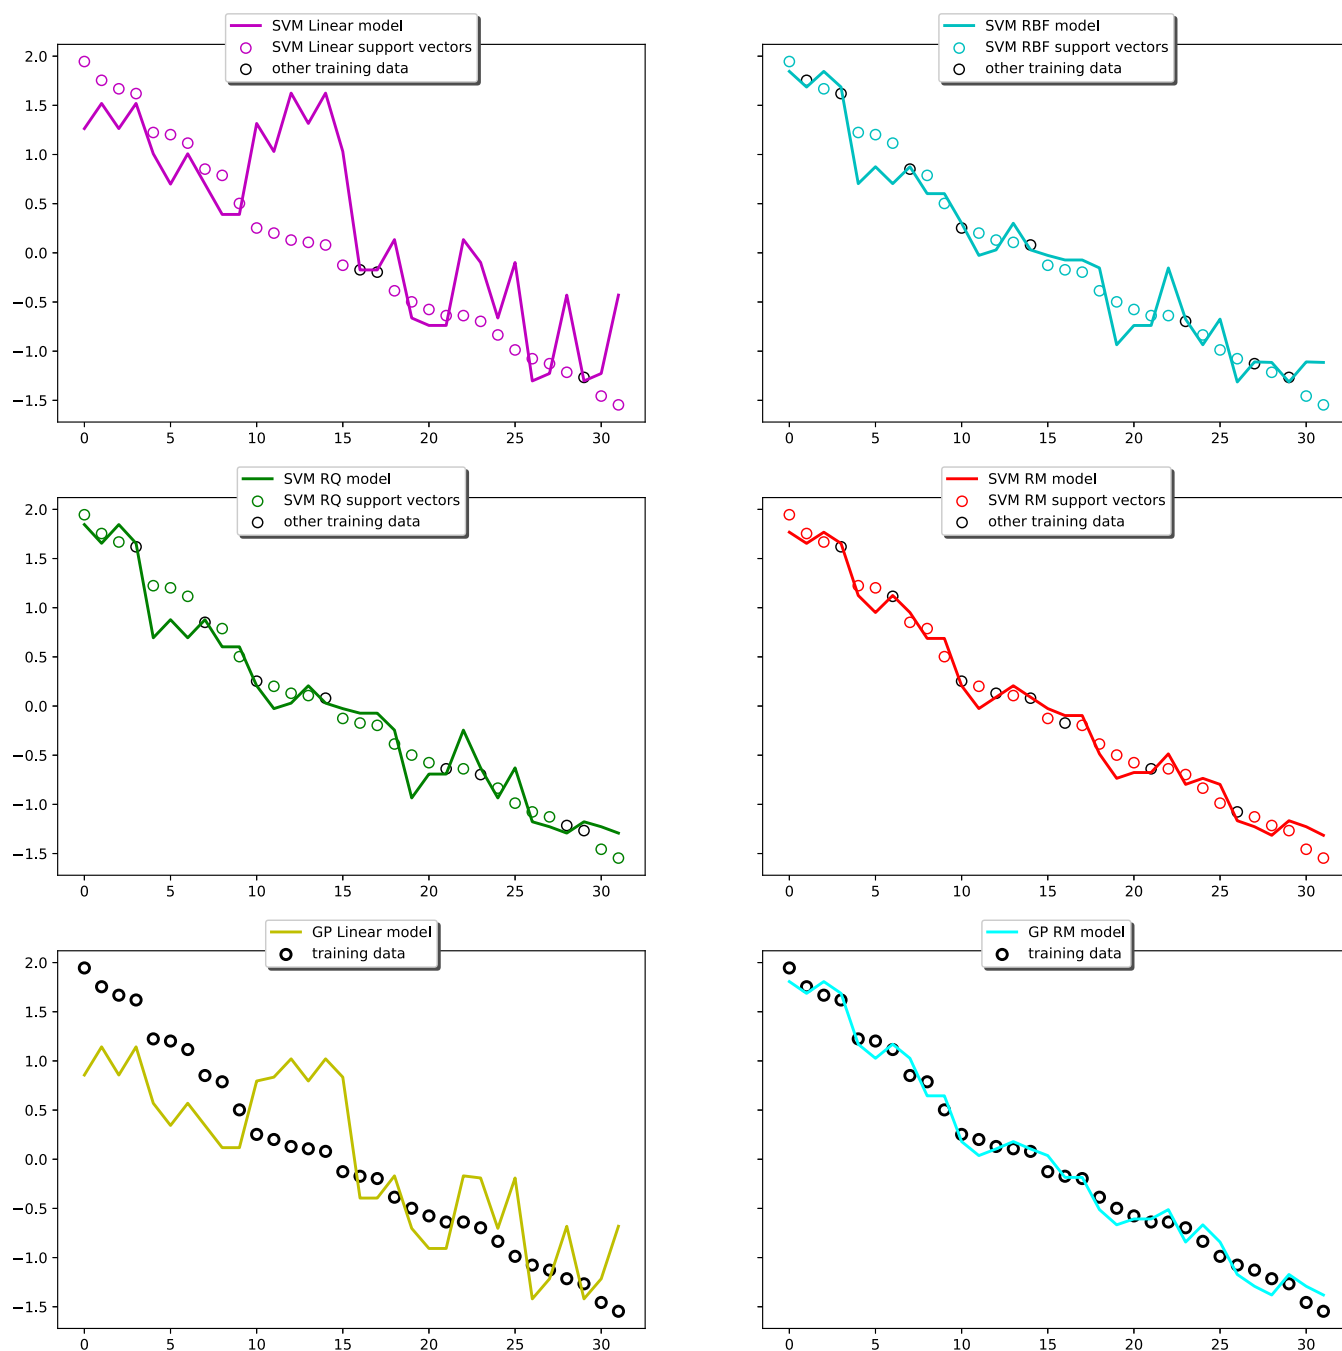 SVM Linear model
SVM Linear support vectors
other training data
2.0
1.5
1.0
0.5
0.0
−0.5
−1.0
−1.5
0 5 10 15 20 25 30
SVM RBF model
SVM RBF support vectors
other training data
0 5 10 15 20 25 30
SVM RQ model
SVM RQ support vectors
other training data
2.0
1.5
1.0
0.5
0.0
−0.5
−1.0
−1.5
0 5 10 15 20 25 30
SVM RM model
SVM RM support vectors
other training data
0 5 10 15 20 25 30
GP Linear model
training data
2.0
1.5
1.0
0.5
0.0
−0.5
−1.0
−1.5
0 5 10 15 20 25 30
GP RM model
training data
0 5 10 15 20 25 30